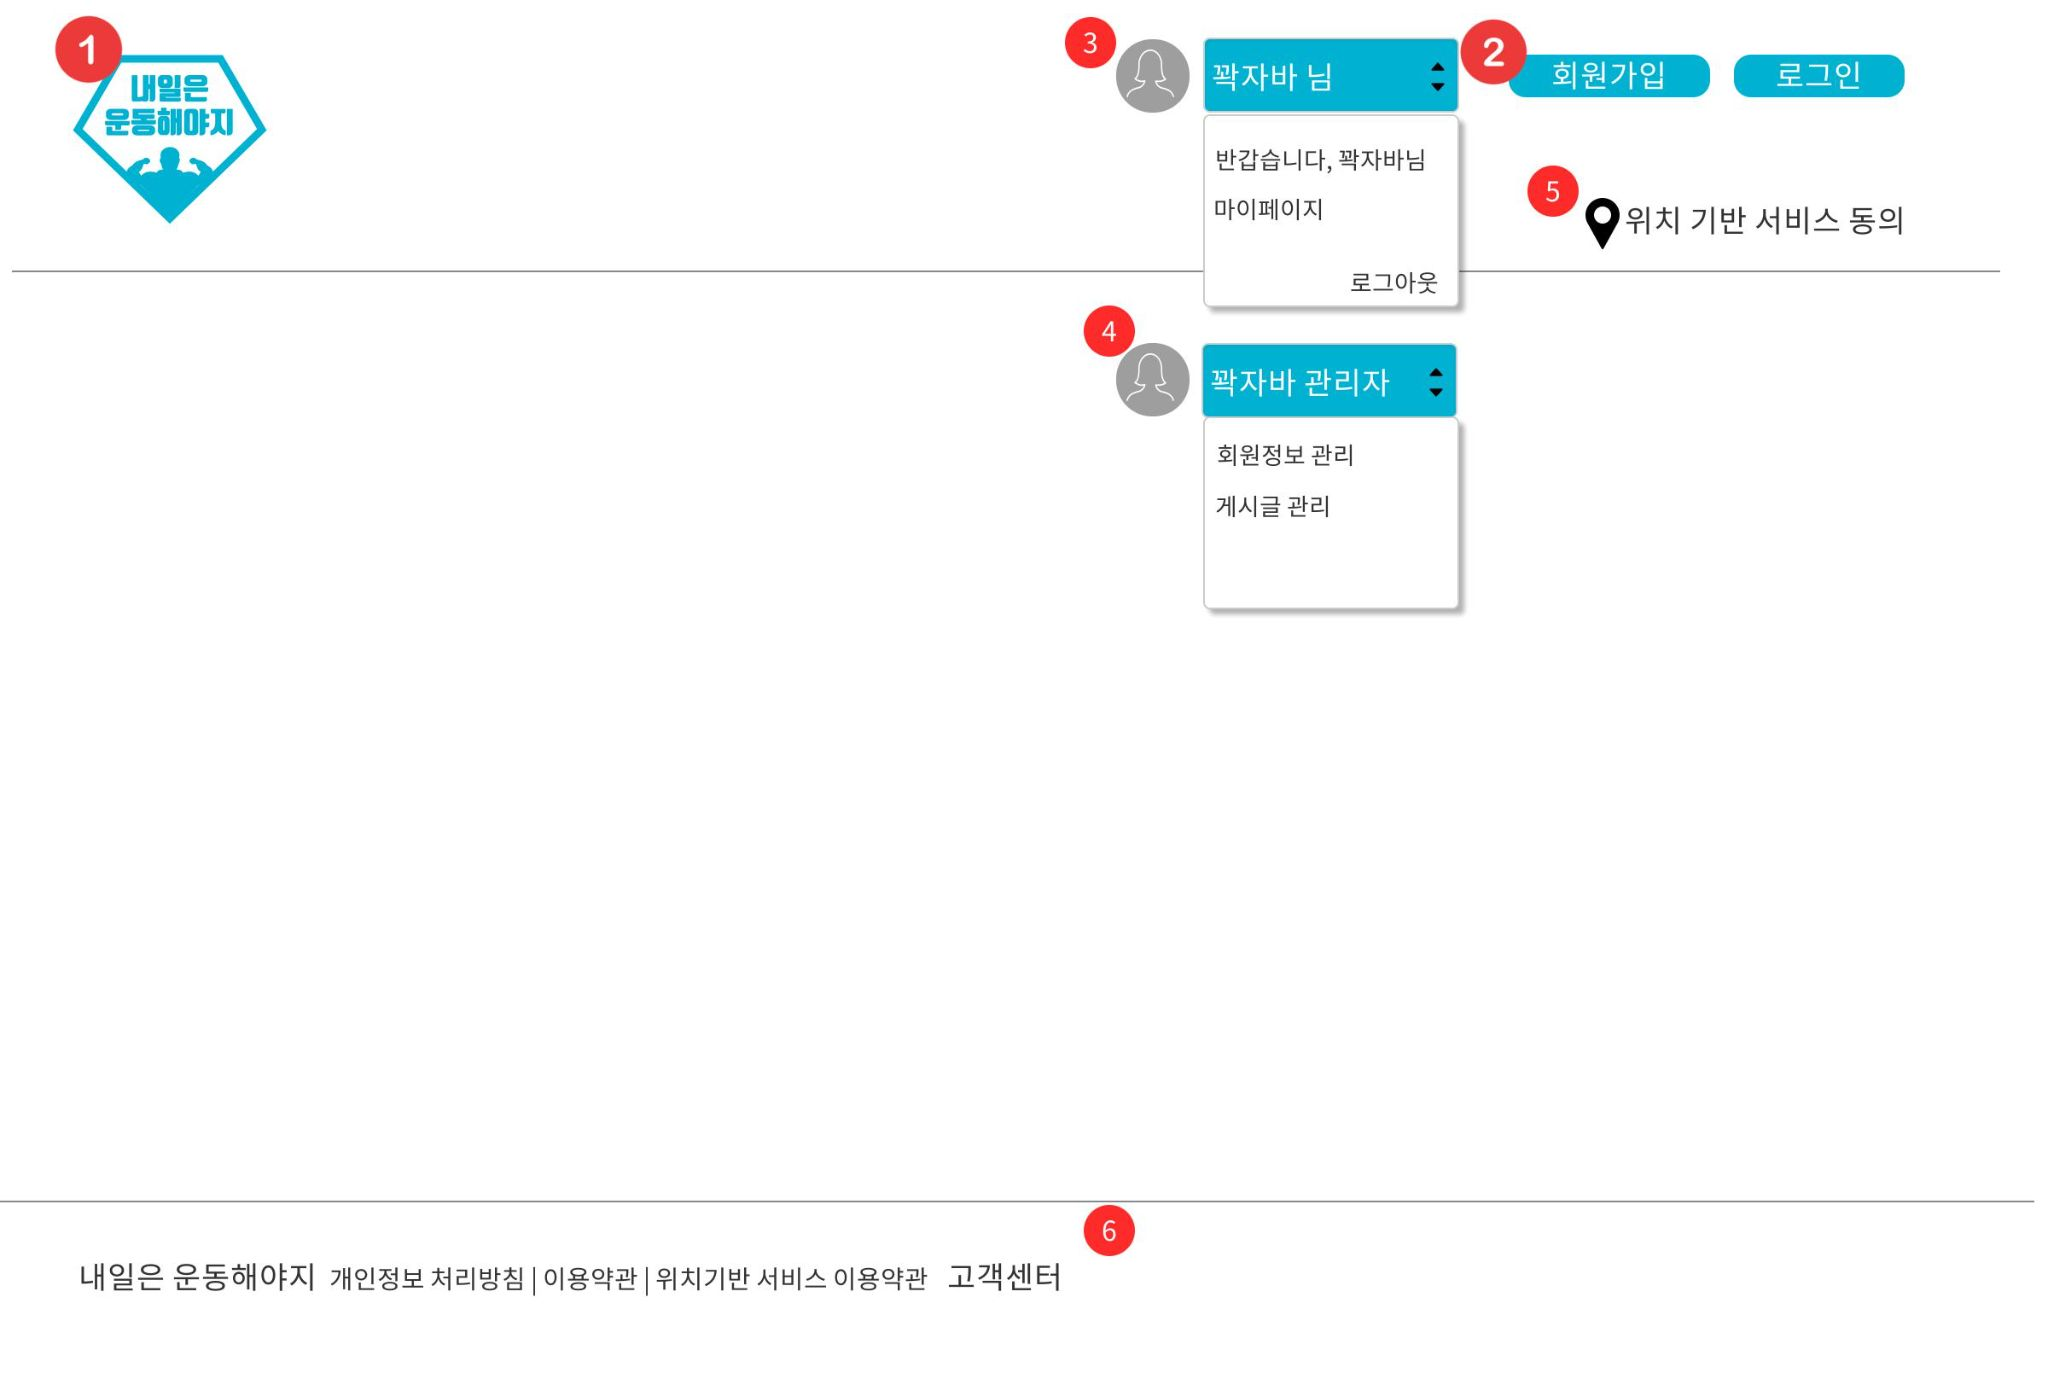 1
내일은
운동해야지
3
꽉자바 님
2
회원가입
로그인
반갑습니다, 꽉자바님
마이페이지
로그아웃
5
위치 기반 서비스 동의
4
꽉자바 관리자
회원정보 관리
게시글 관리
6
내일은 운동해야지 개인정보 처리방침 | 이용약관 | 위치기반 서비스 이용약관 고객센터